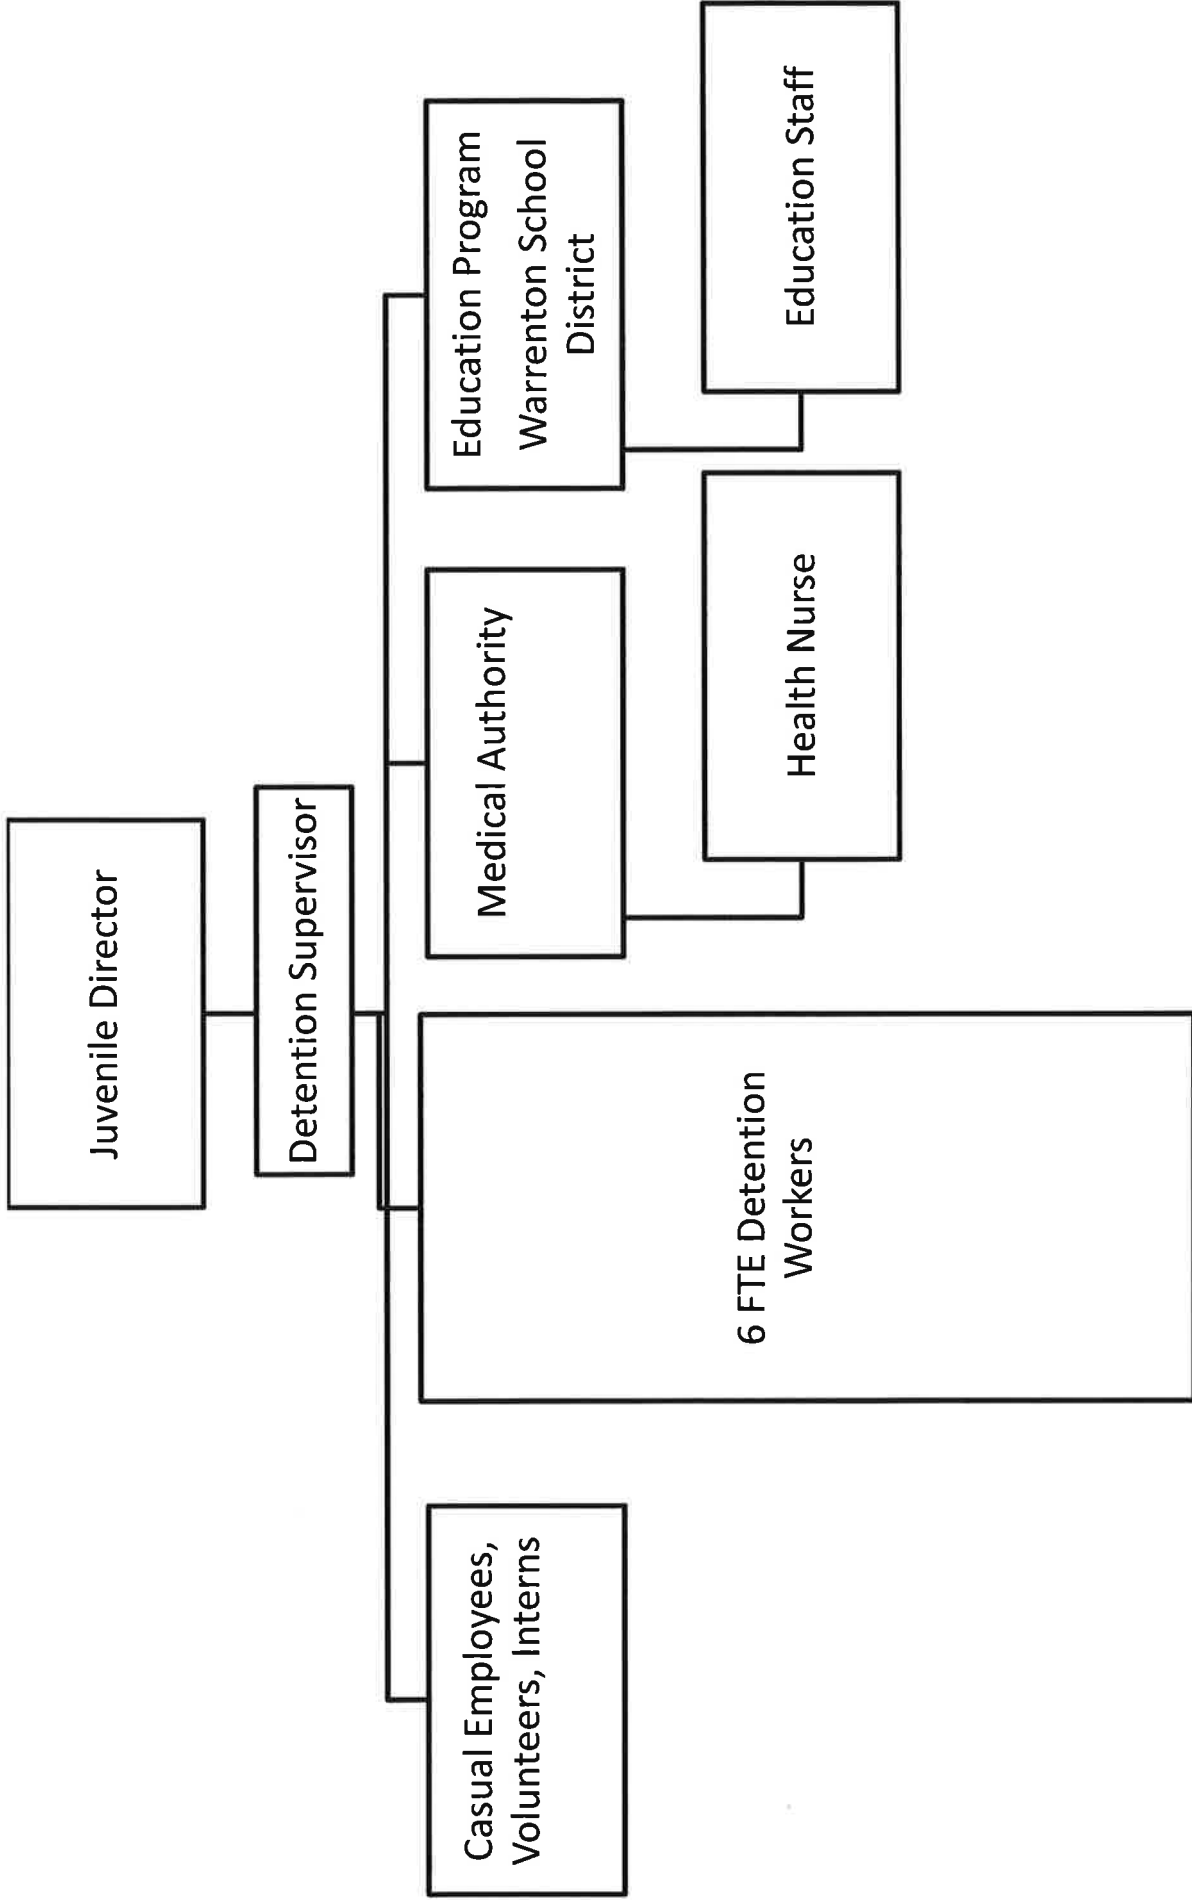 Juvenile Director
Detention Supervisor
Casual Employees,
Volunteers, Interns
6 FTE Detention
Workers
Medical Authority
Education Program
Warrenton School
District
Health Nurse
Education Staff